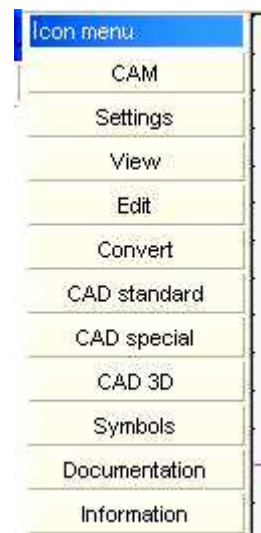 Icon menu
CAM
Settings
View
Edit
Convert
CAD standard
CAD special
CAD 3D
Symbols
Documentation
Information